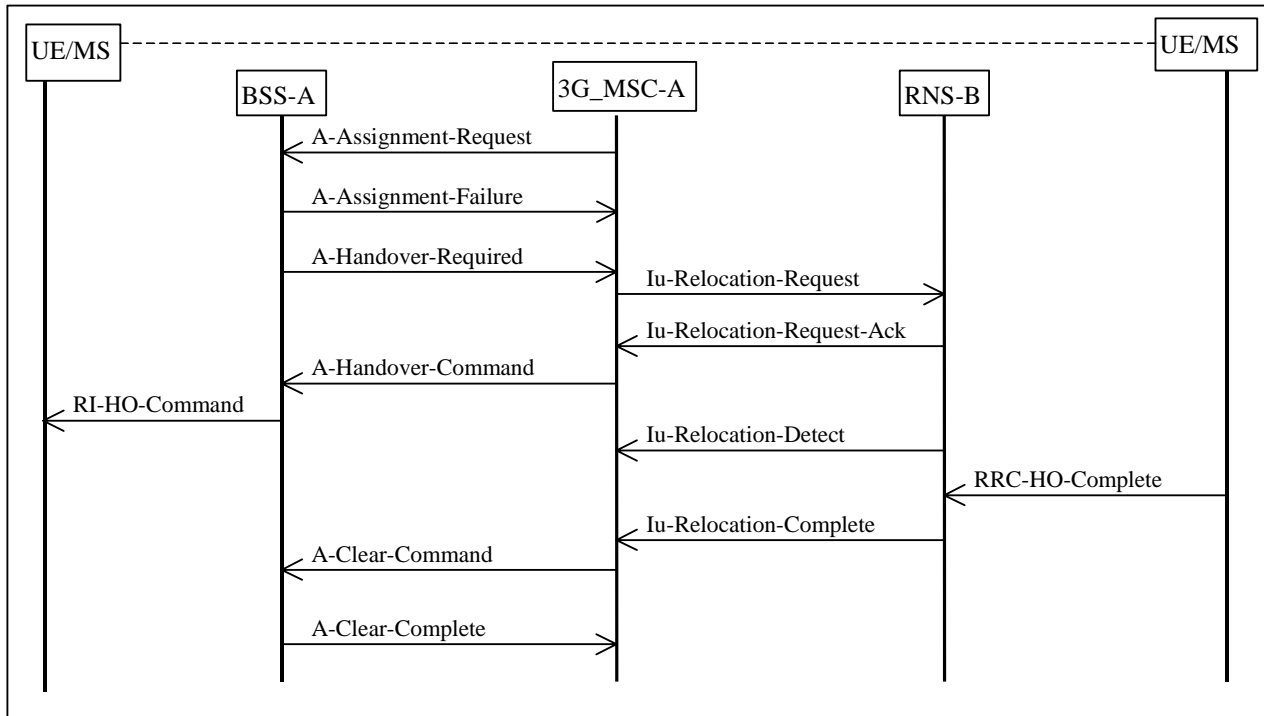 UE/MS
UE/MS
BSS-A
3G_MSC-A
RNS-B
A-Assignment-Request
A-Assignment-Failure
A-Handover-Required
Iu-Relocation-Request
Iu-Relocation-Request-Ack
A-Handover-Command
RI-HO-Command
Iu-Relocation-Detect
RRC-HO-Complete
Iu-Relocation-Complete
A-Clear-Command
A-Clear-Complete